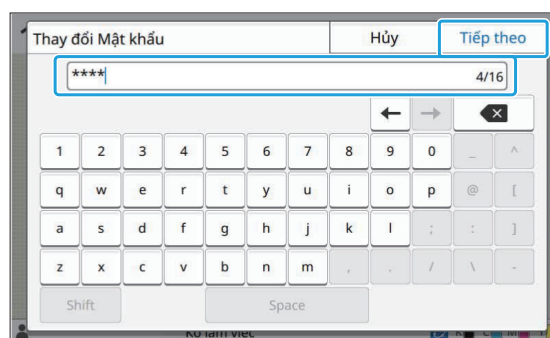 Thay đổi Mật khẩu Hủy Tiếp theo
**** 4/16
← →
1 2 3 4 5 6 7 8 9 0 _ ^
q w e r t y u i o p @ [
a s d f g h j k l ; : ]
z x c v b n m , . / \ -
Shift Space